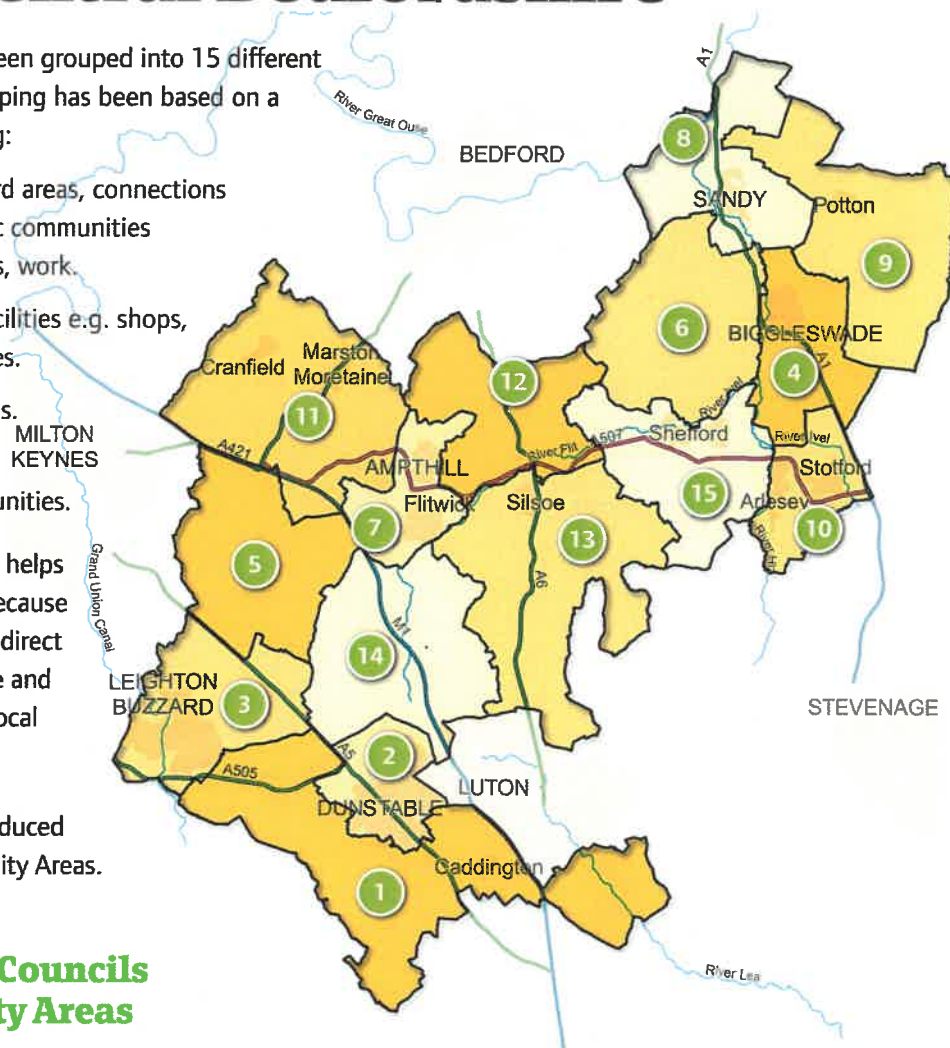 een grouped into 15 different
ping has been based on a
g:
rd areas, connections
c communities
s, work.
cilities e.g. shops,
es.
s.
unities.
helps
ecause
direct
e and
ocal
duced
ity Areas.
Councils
ty Areas
A1
River Great Ouse
BEDFORD
8
SANDY
Potton
9
6
BIGGLESWADE
4
A1
Cranfield
Marston
Moretaine
11
12
MILTON
KEYNES
A421
AMPTHILL
River Flit
A507
Shefford
River Ivel
River Ivel
Stotfold
Flitwick
Silsoe
15
Arlesey
10
River Hiz
7
13
5
A6
Grand Union Canal
M1
14
LEIGHTON
BUZZARD
3
STEVENAGE
2
A5
A505
LUTON
DUNSTABLE
Caddington
1
River Lea